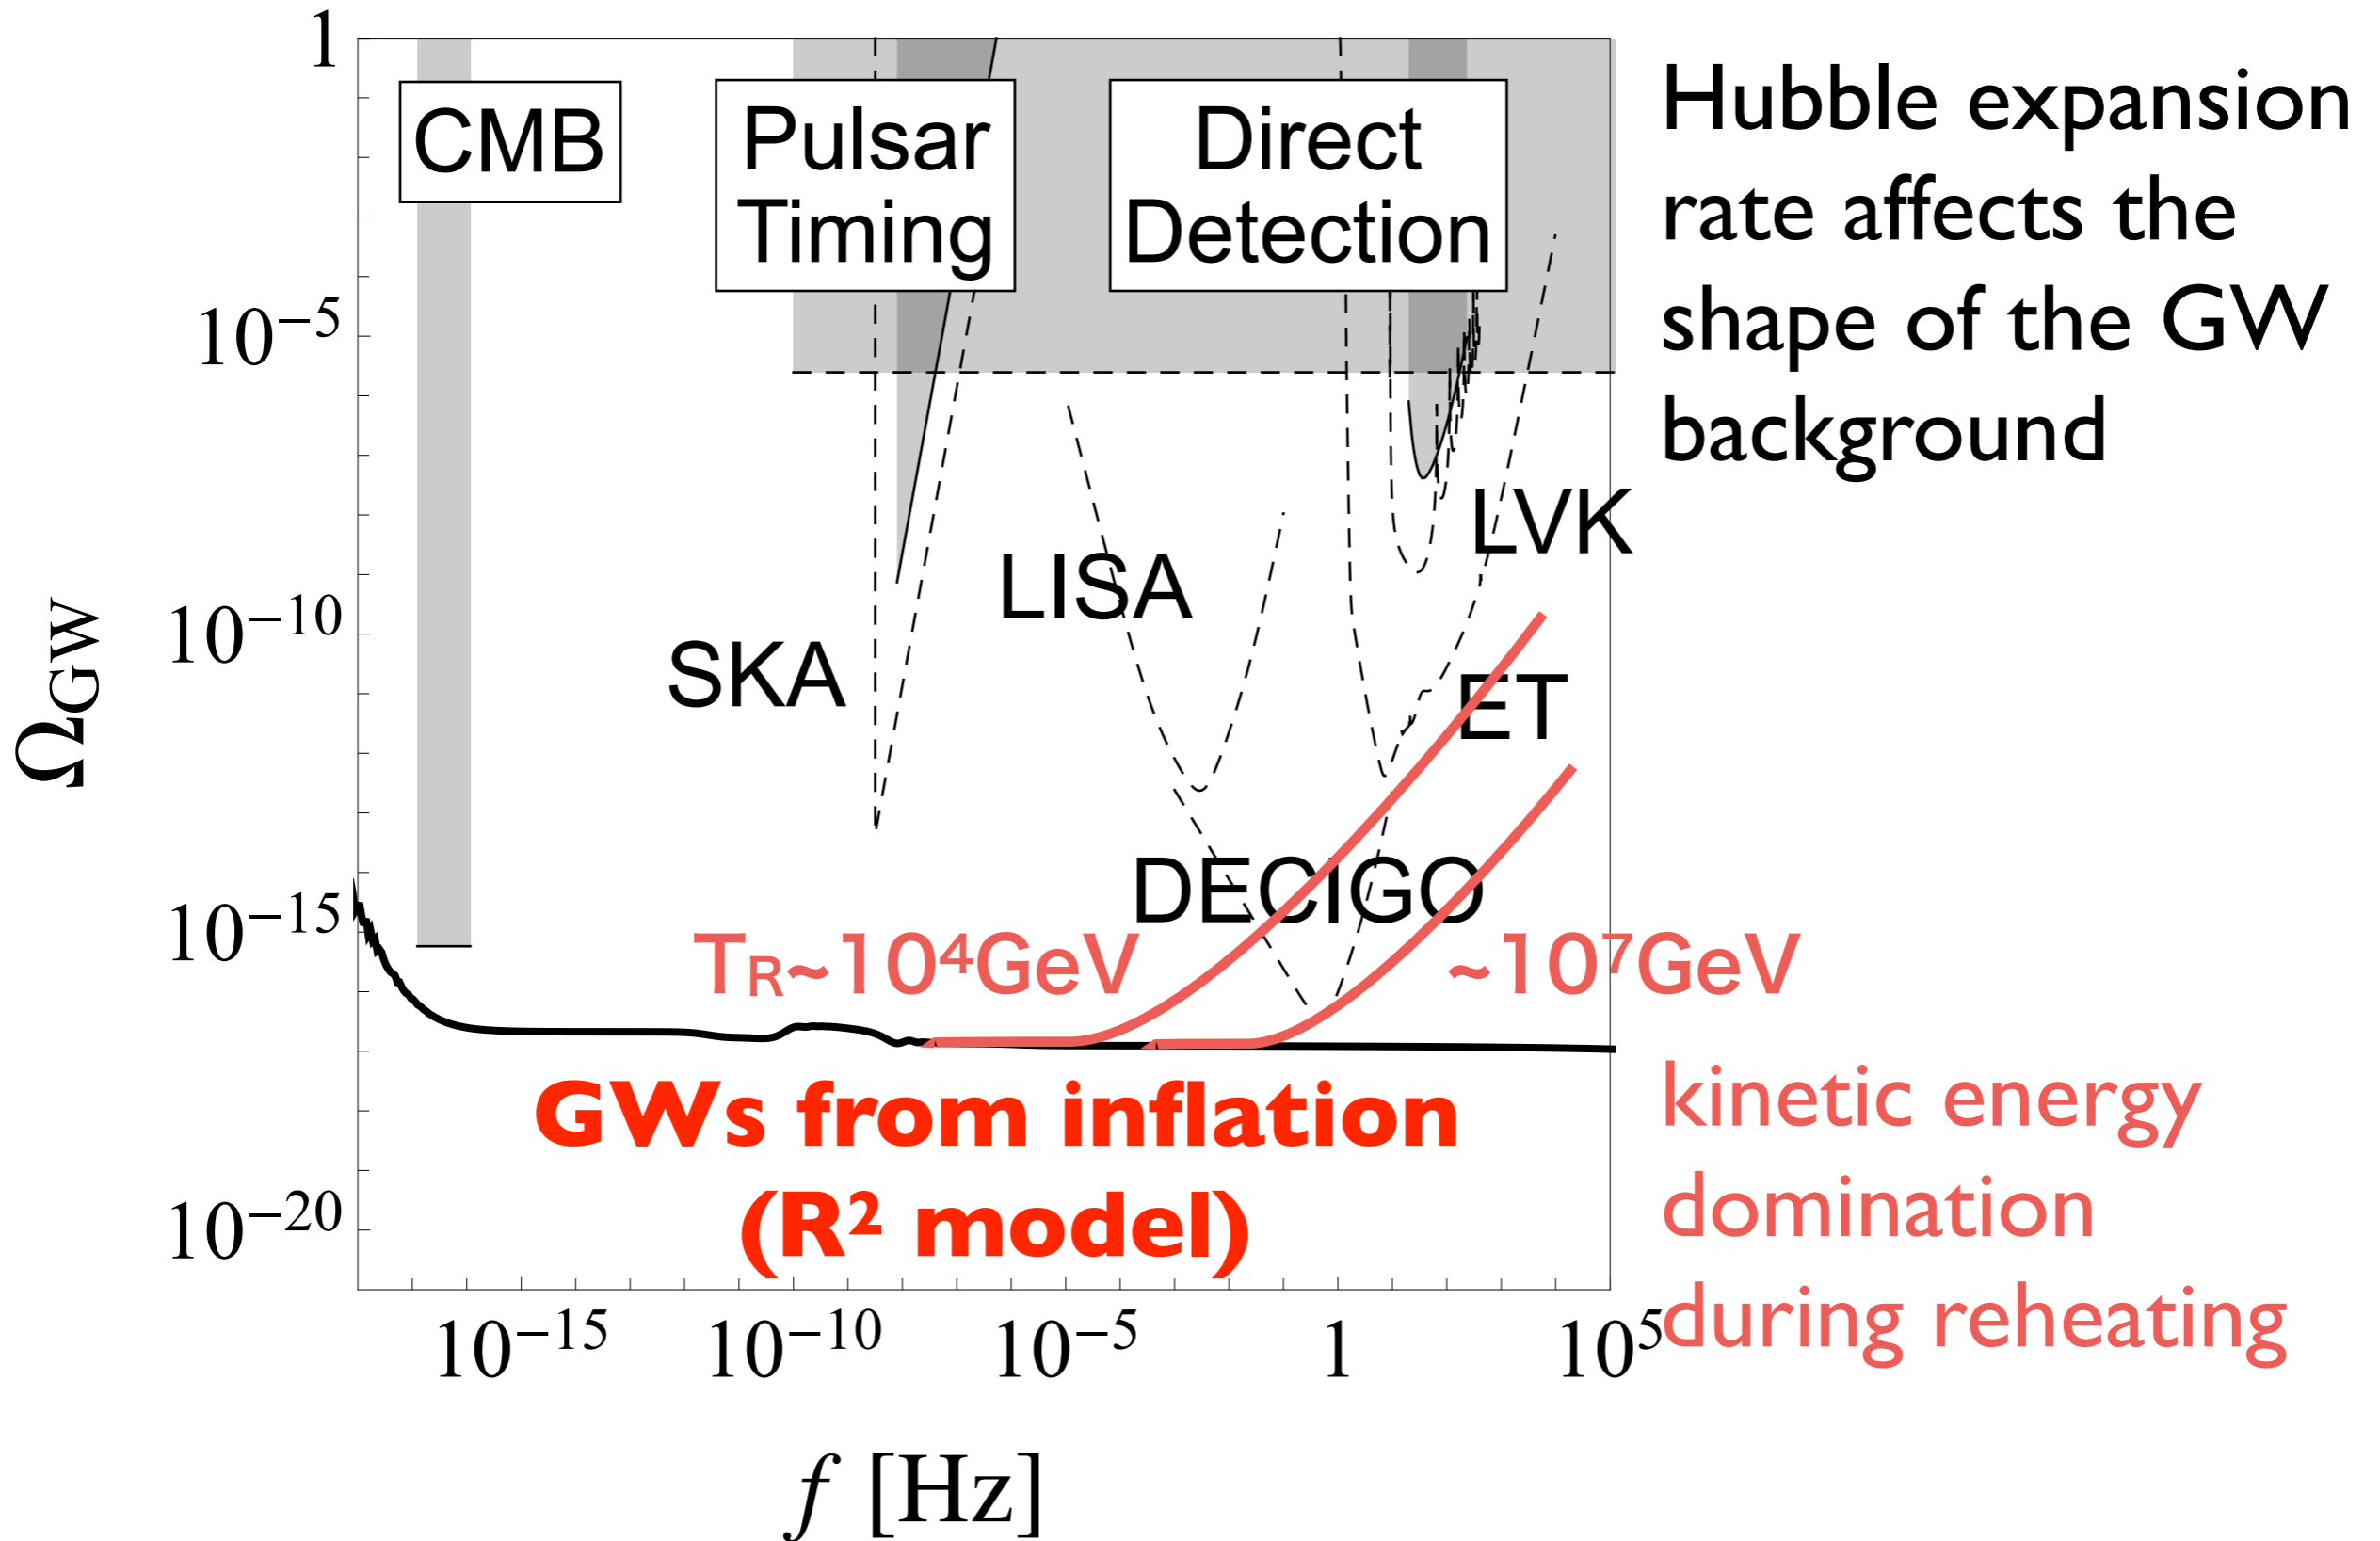 1
10⁻⁵
10⁻¹⁰
10⁻¹⁵
10⁻²⁰
Ω_GW
CMB
Pulsar
Timing
Direct
Detection
Hubble expansion
rate affects the
shape of the GW
background
LVK
LISA
SKA
ET
DECIGO
T_R~10⁴GeV
~10⁷GeV
GWs from inflation
(R² model)
kinetic energy
domination
during reheating
10⁻¹⁵
10⁻¹⁰
10⁻⁵
1
10⁵
f [Hz]